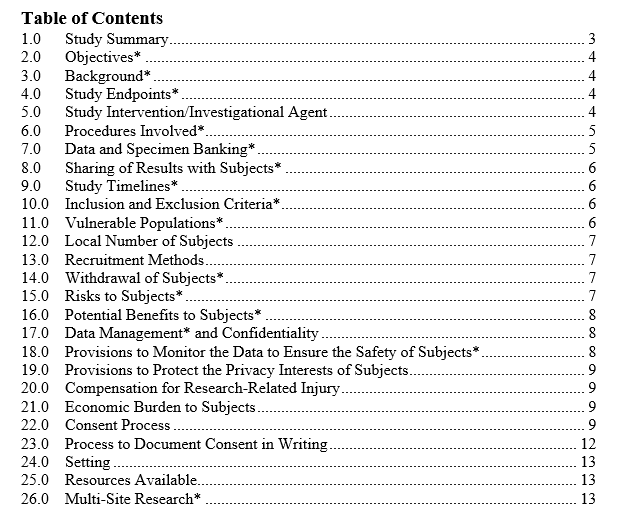 Table of Contents
1.0 Study Summary 3
2.0 Objectives* 4
3.0 Background* 4
4.0 Study Endpoints* 4
5.0 Study Intervention/Investigational Agent 4
6.0 Procedures Involved* 5
7.0 Data and Specimen Banking* 5
8.0 Sharing of Results with Subjects* 6
9.0 Study Timelines* 6
10.0 Inclusion and Exclusion Criteria* 6
11.0 Vulnerable Populations* 6
12.0 Local Number of Subjects 7
13.0 Recruitment Methods 7
14.0 Withdrawal of Subjects* 7
15.0 Risks to Subjects* 7
16.0 Potential Benefits to Subjects* 8
17.0 Data Management* and Confidentiality 8
18.0 Provisions to Monitor the Data to Ensure the Safety of Subjects* 8
19.0 Provisions to Protect the Privacy Interests of Subjects 9
20.0 Compensation for Research-Related Injury 9
21.0 Economic Burden to Subjects 9
22.0 Consent Process 9
23.0 Process to Document Consent in Writing 12
24.0 Setting 13
25.0 Resources Available 13
26.0 Multi-Site Research* 13